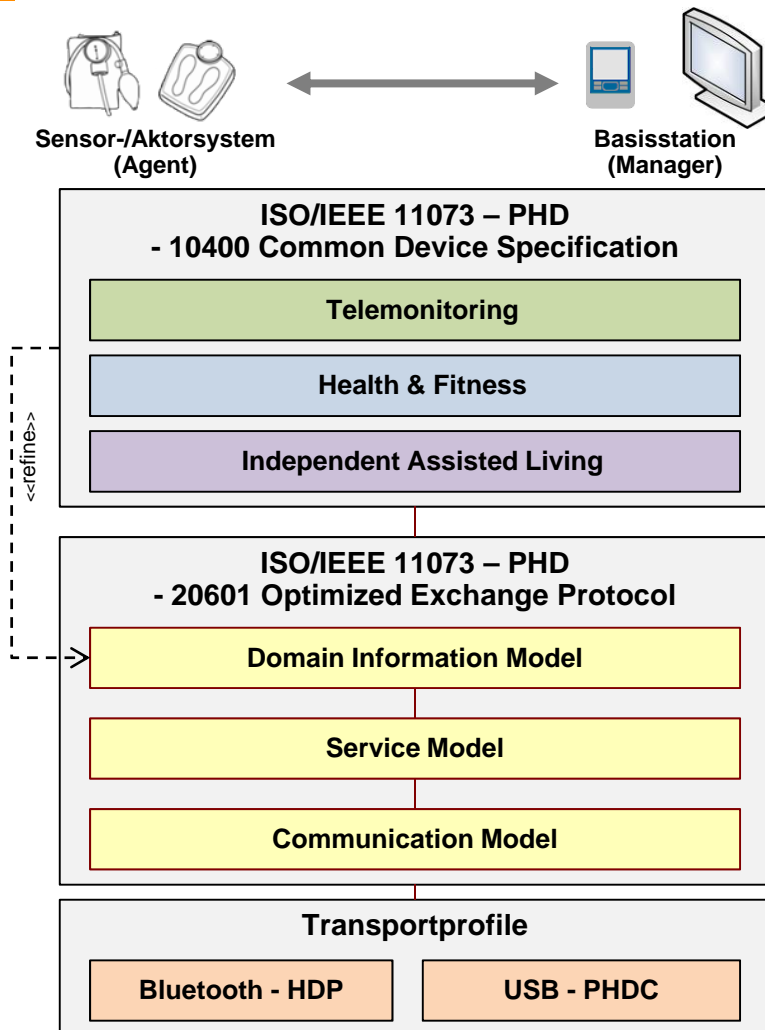 Sensor-/Aktorsystem
(Agent)
Basisstation
(Manager)
ISO/IEEE 11073 – PHD
- 10400 Common Device Specification
Telemonitoring
Health & Fitness
Independent Assisted Living
<<refine>>
ISO/IEEE 11073 – PHD
- 20601 Optimized Exchange Protocol
Domain Information Model
Service Model
Communication Model
Transportprofile
Bluetooth - HDP
USB - PHDC